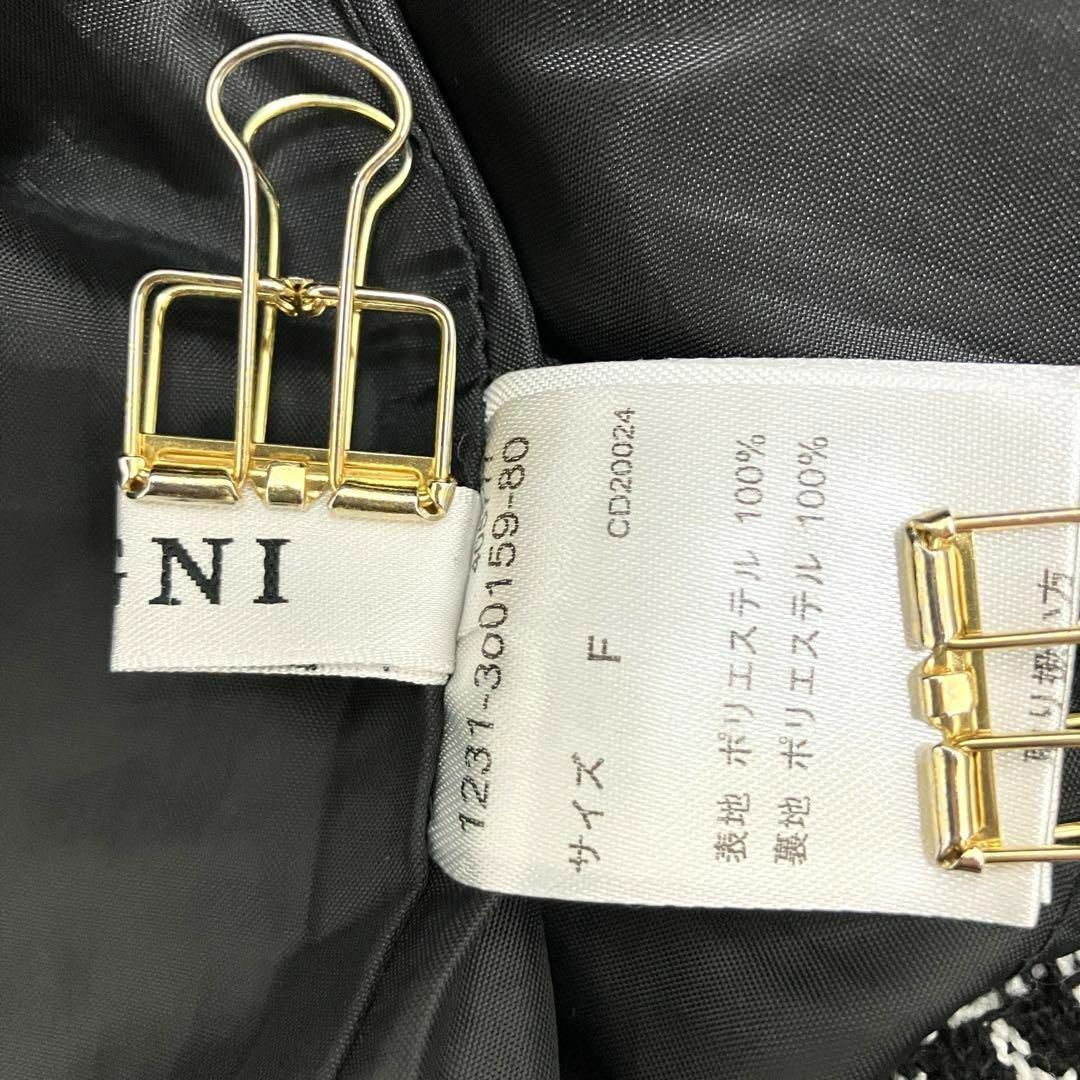 GNI
1231-300159-80
サイズ F CD20024
表地 ポリエステル 100%
裏地 ポリエステル 100%